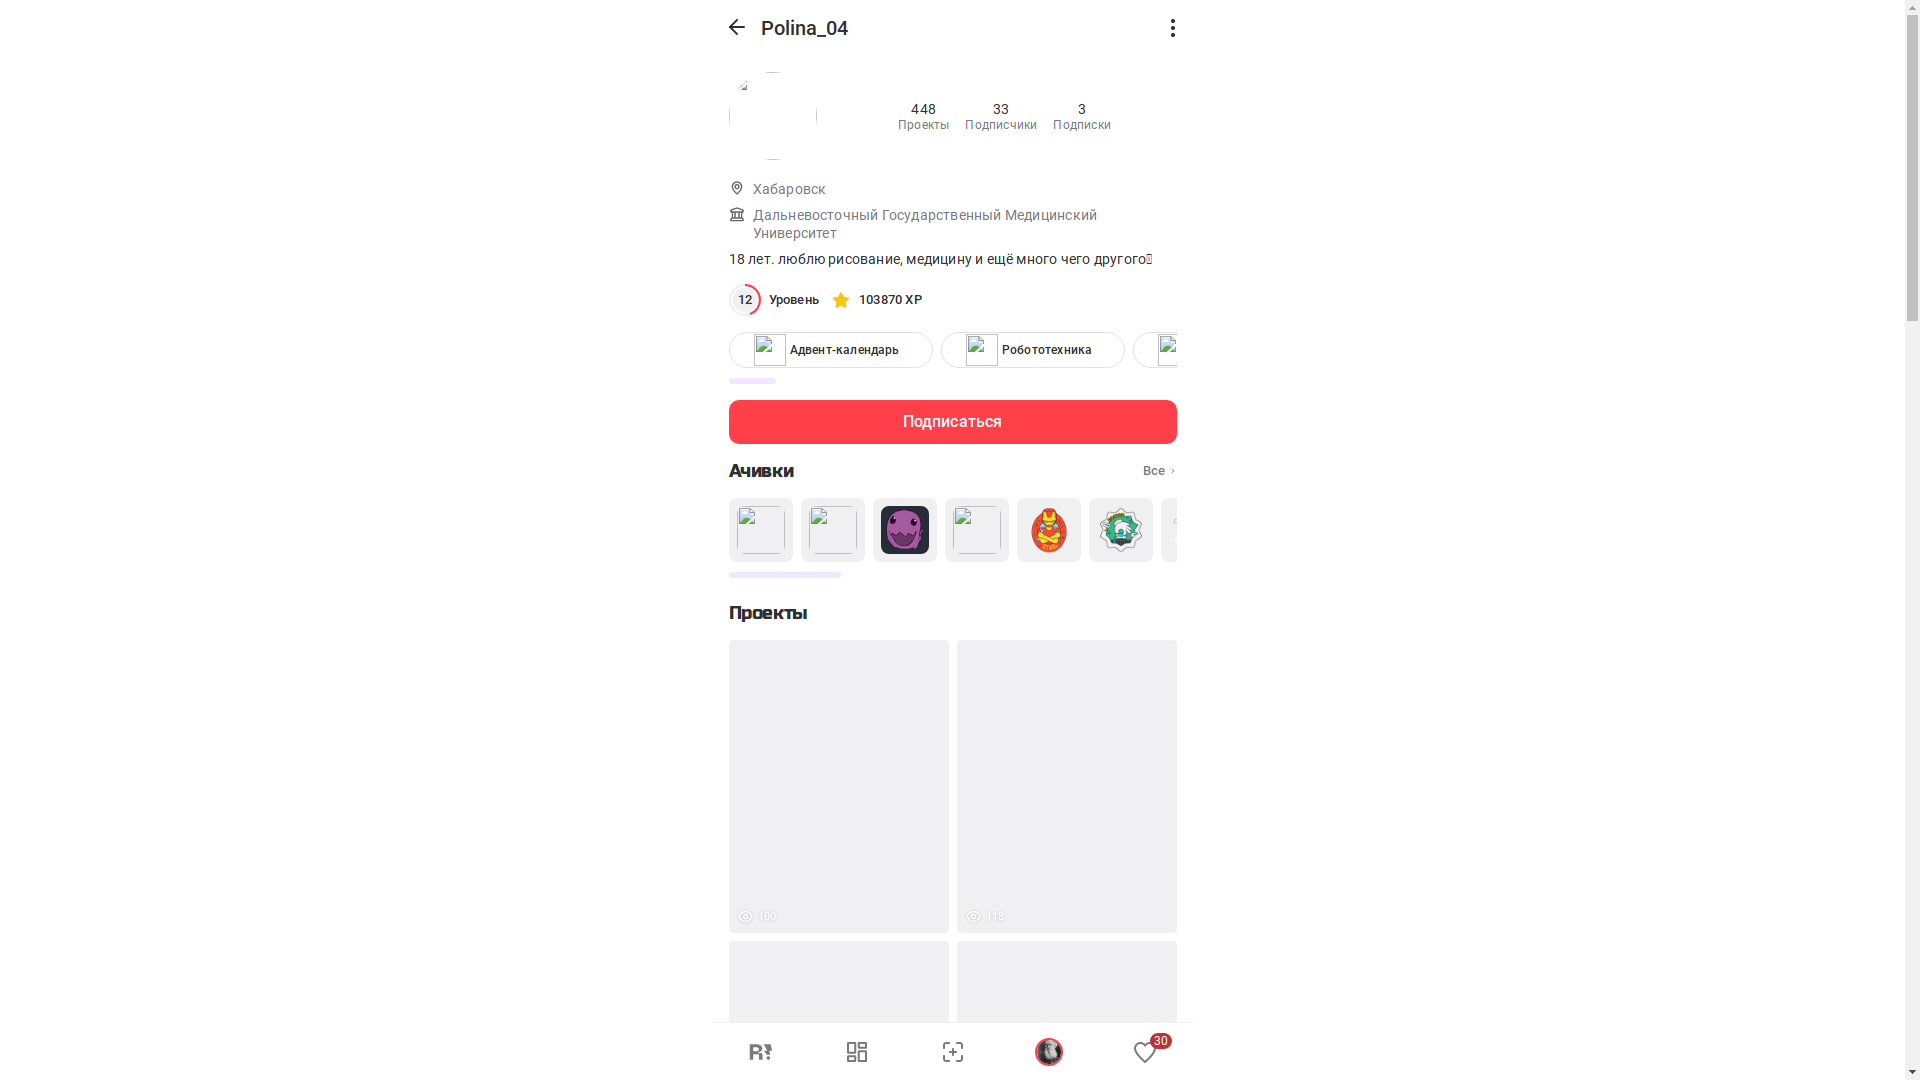 Polina_04
448
Проекты
33
Подписчики
3
Подписки
Хабаровск
Дальневосточный Государственный Медицинский
Университет
18 лет. люблю рисование, медицину и ещё много чего другого
12
Уровень
103870 XP
Адвент-календарь
Робототехника
Подписаться
Ачивки
Все
Проекты
100
118
R
30